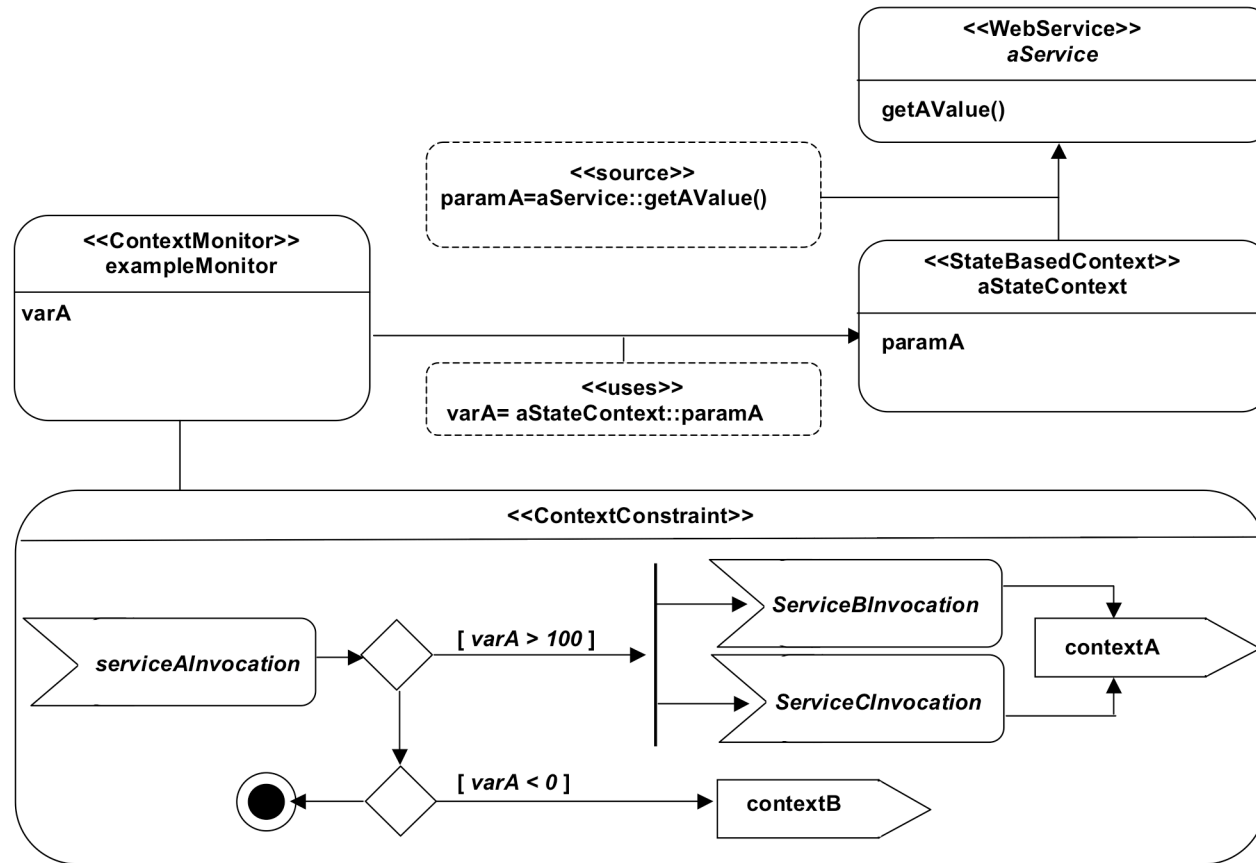 <<WebService>>
aService
getAValue()
<<source>>
paramA=aService::getAValue()
<<ContextMonitor>>
exampleMonitor
varA
<<StateBasedContext>>
aStateContext
paramA
<<uses>>
varA= aStateContext::paramA
<<ContextConstraint>>
serviceAInvocation
[ varA > 100 ]
ServiceBInvocation
contextA
ServiceCInvocation
[ varA < 0 ]
contextB